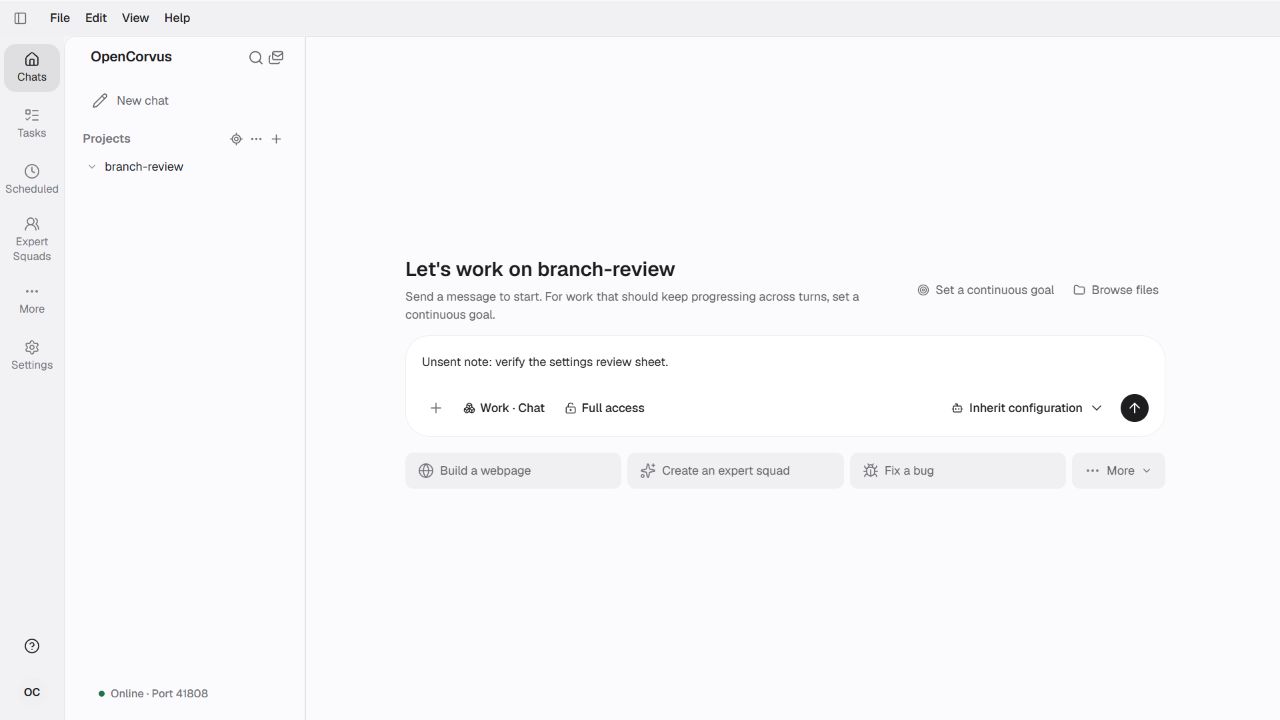 File Edit View Help
Chats
Tasks
Scheduled
Expert
Squads
More
Settings
OC
OpenCorvus
New chat
Projects
branch-review
Online · Port 41808
Let's work on branch-review
Send a message to start. For work that should keep progressing across turns, set a
continuous goal.
Set a continuous goal
Browse files
Unsent note: verify the settings review sheet.
Work · Chat
Full access
Inherit configuration
Build a webpage
Create an expert squad
Fix a bug
More